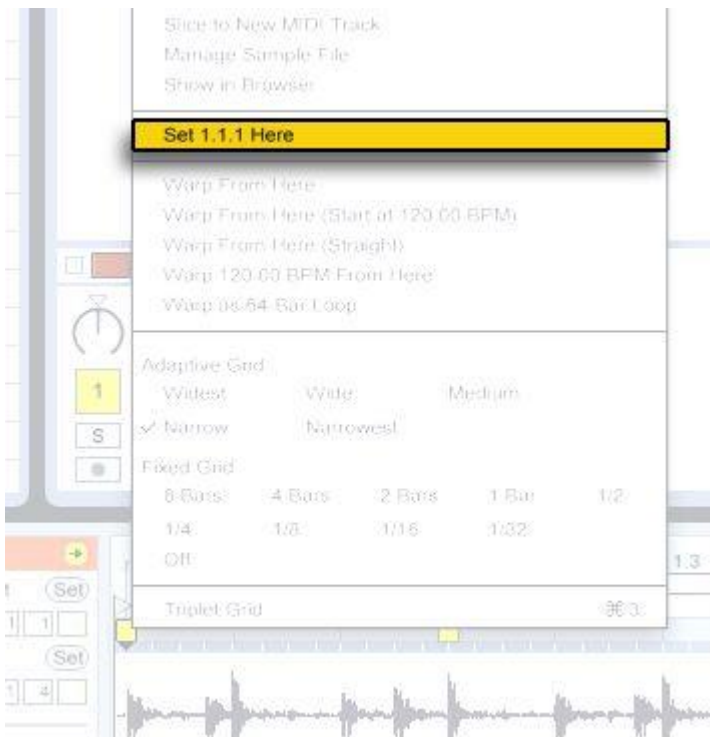 Slice to New MIDI Track
Manage Sample File
Show in Browser
Set 1.1.1 Here
Warp From Here
Warp From Here (Start at 120.00 BPM)
Warp From Here (Straight)
Warp 120.00 BPM From Here
Warp as 64 Bar Loop
Adaptive Grid
Widest Wide Medium
✓ Narrow Narrowest
Fixed Grid
8 Bars 4 Bars 2 Bars 1 Bar 1/2
1/4 1/8 1/16 1/32
Off
Triplet Grid ⌘3
1
S
Set
1 1
Set
4
1.3